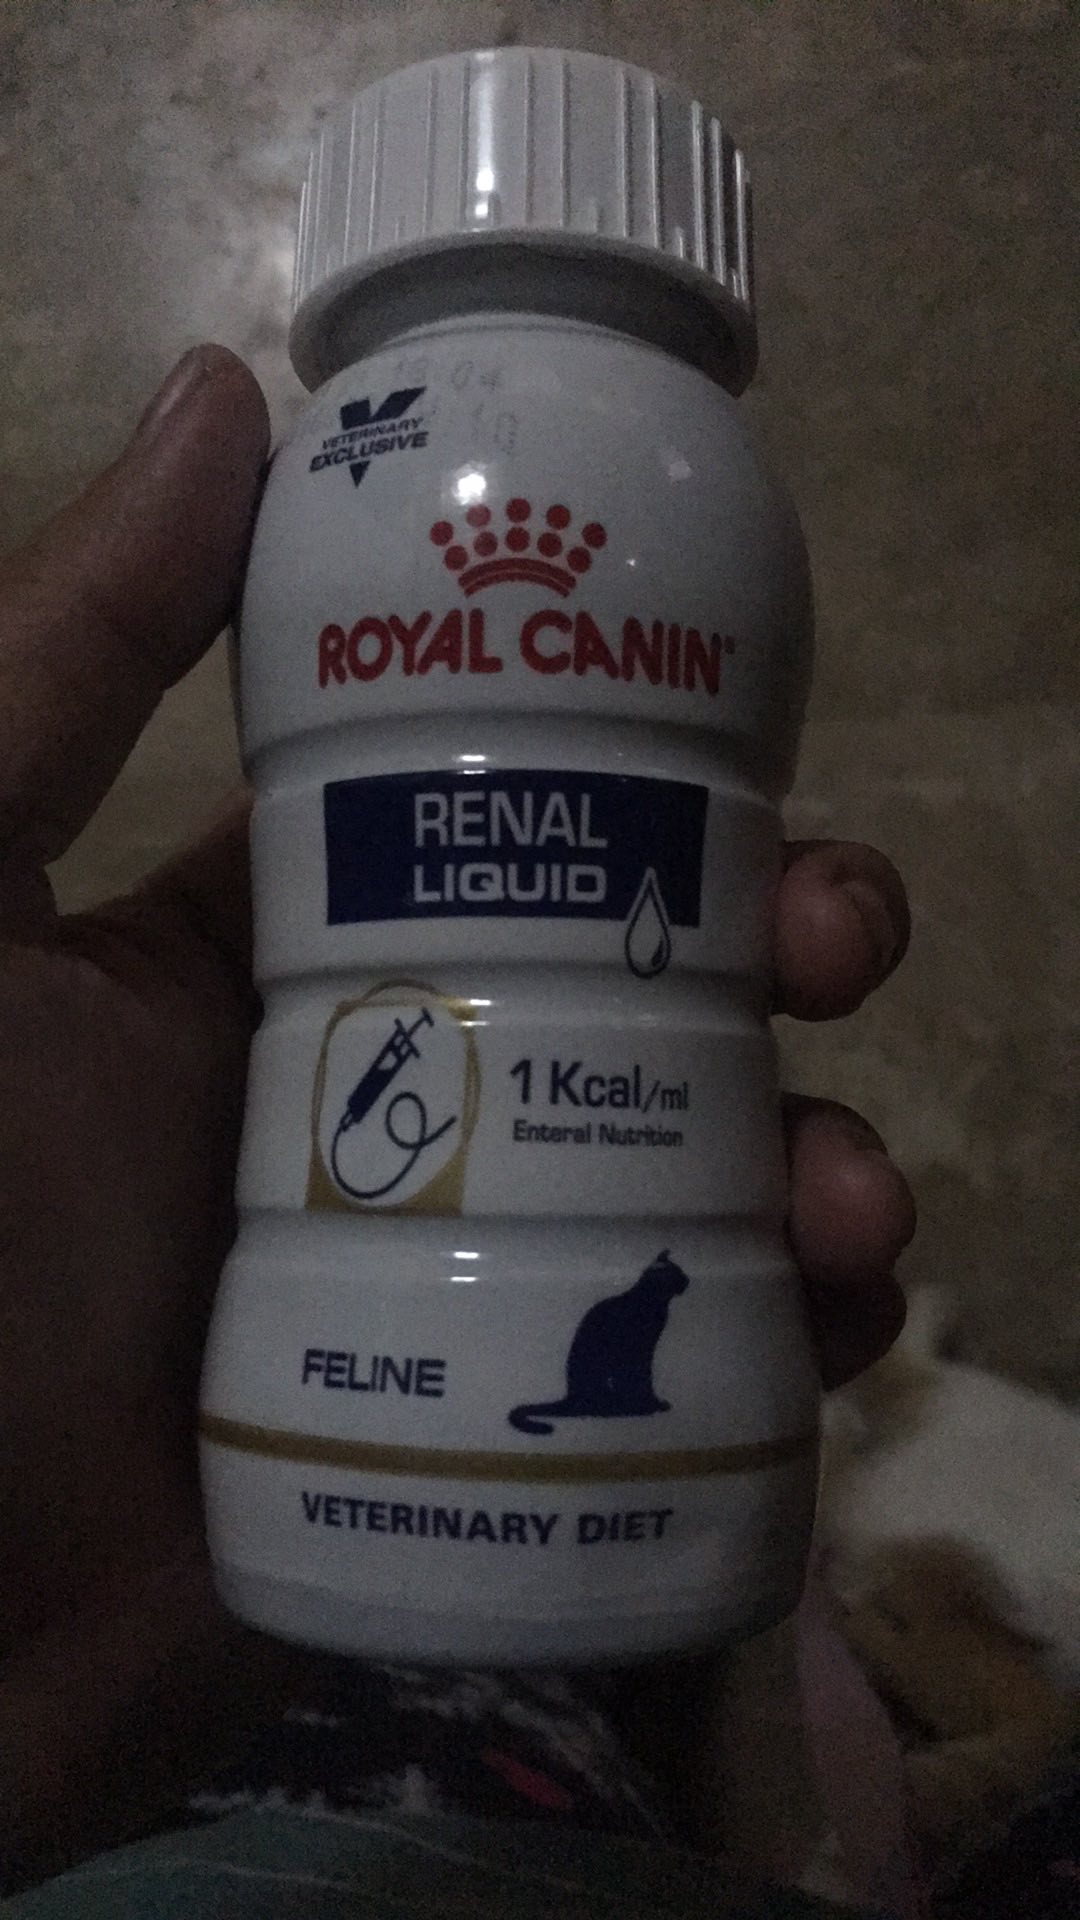 VETERINARY
EXCLUSIVE
ROYAL CANIN®
RENAL
LIQUID
1 Kcal/ml
Enteral Nutrition
FELINE
VETERINARY DIET